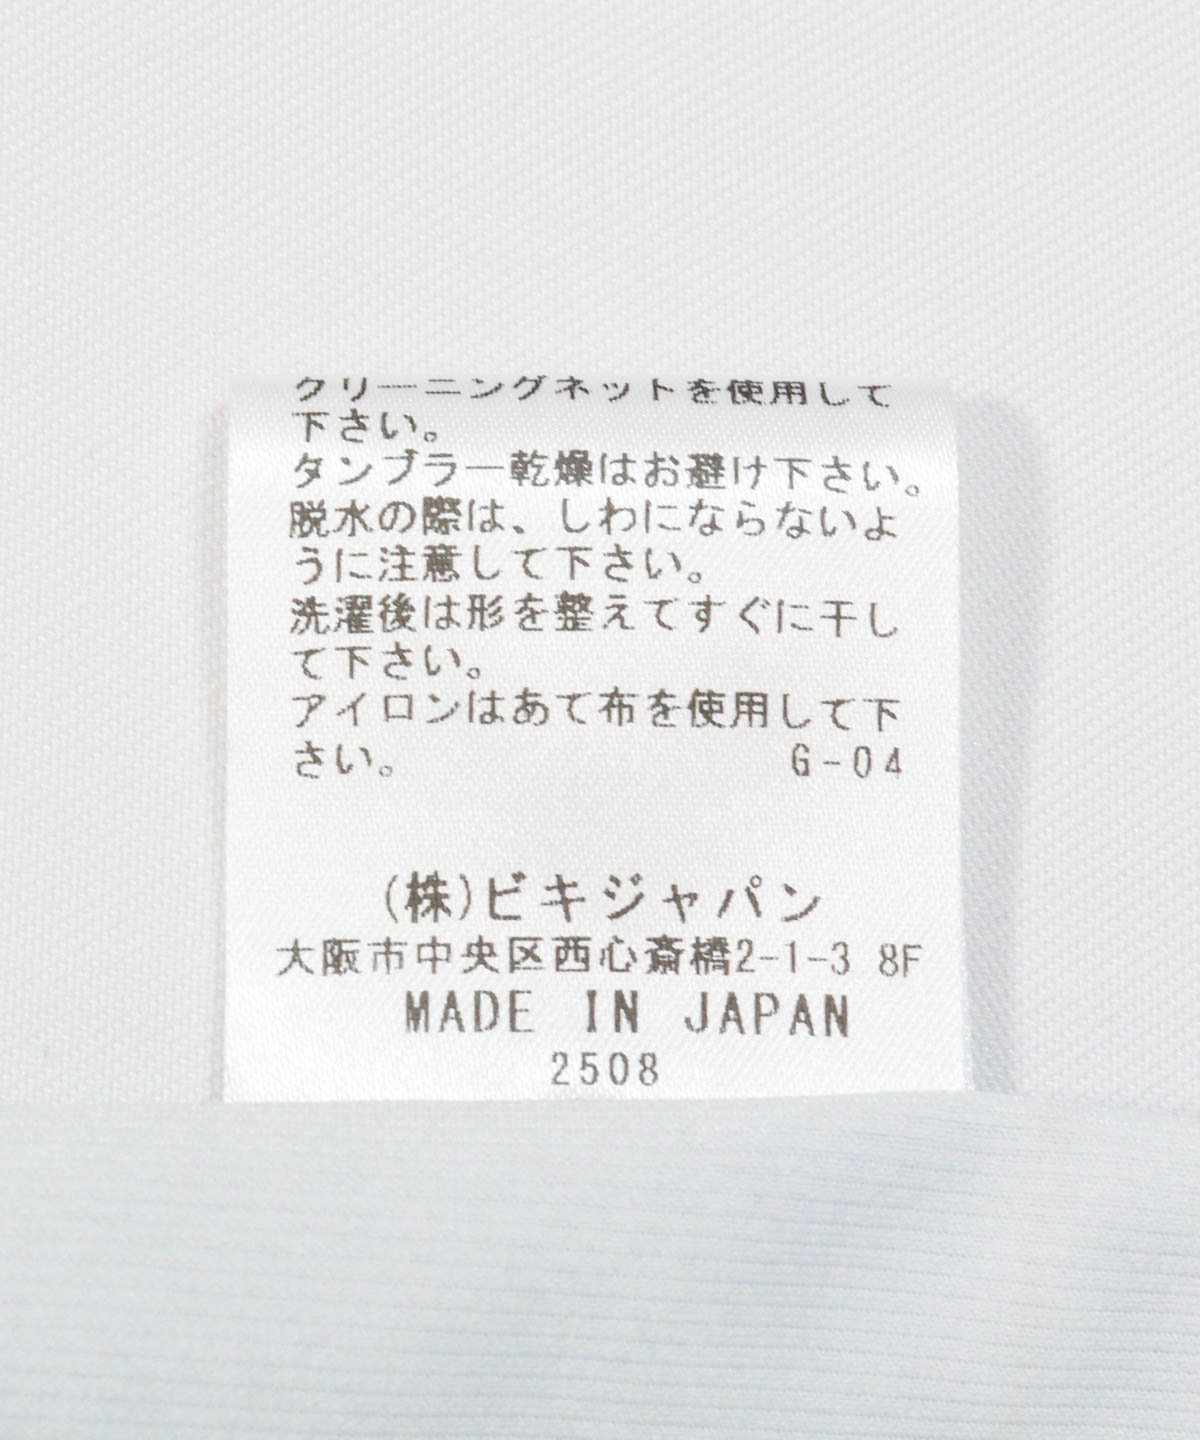 クリーニングネットを使用して
下さい。
タンブラー乾燥はお避け下さい。
脱水の際は、しわにならないよ
うに注意して下さい。
洗濯後は形を整えてすぐに干し
て下さい。
アイロンはあて布を使用して下
さい。 G-04
(株)ビキジャパン
大阪市中央区西心斎橋2-1-3 8F
MADE IN JAPAN
2508